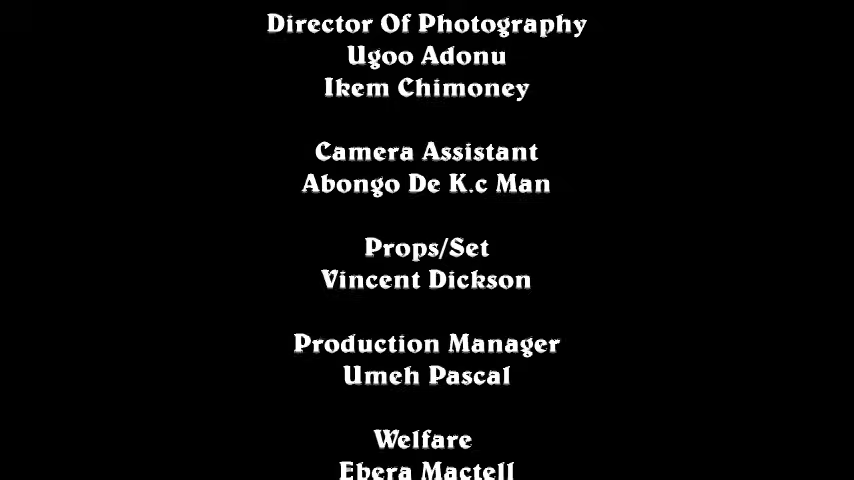 Director Of Photography
Ugoo Adonu
Ikem Chimoney
Camera Assistant
Abongo De K.c Man
Props/Set
Vincent Dickson
Production Manager
Umeh Pascal
Welfare
Ebera Mactell